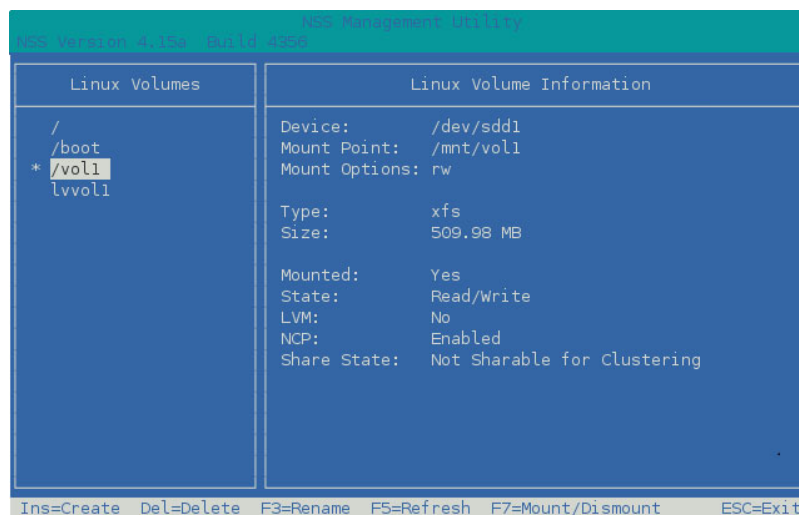 NSS Management Utility
NSS Version 4.15a Build 4356
Linux Volumes
/
/boot
* /vol1
lvvol1
Linux Volume Information
Device: /dev/sdd1
Mount Point: /mnt/vol1
Mount Options: rw
Type: xfs
Size: 509.98 MB
Mounted: Yes
State: Read/Write
LVM: No
NCP: Enabled
Share State: Not Sharable for Clustering
Ins=Create Del=Delete F3=Rename F5=Refresh F7=Mount/Dismount ESC=Exit